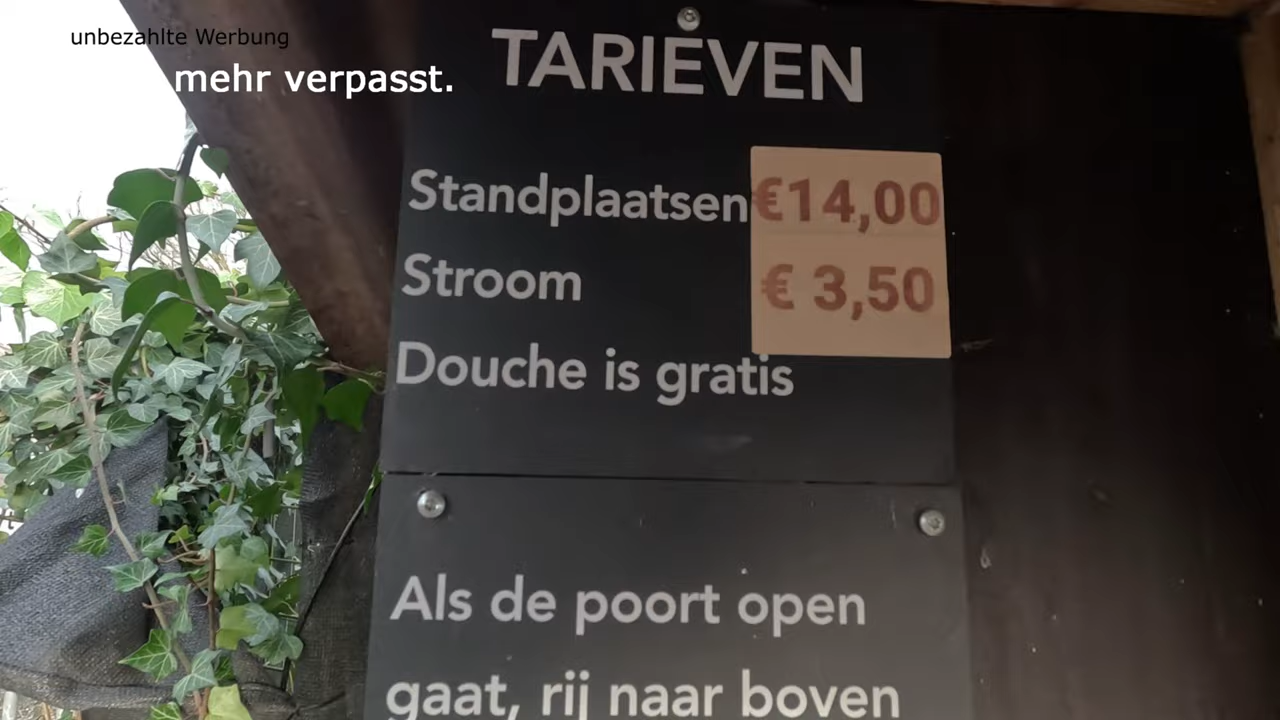 unbezahlte Werbung
mehr verpasst.
TARIEVEN
Standplaatsen €14,00
Stroom € 3,50
Douche is gratis
Als de poort open
gaat, rij naar boven